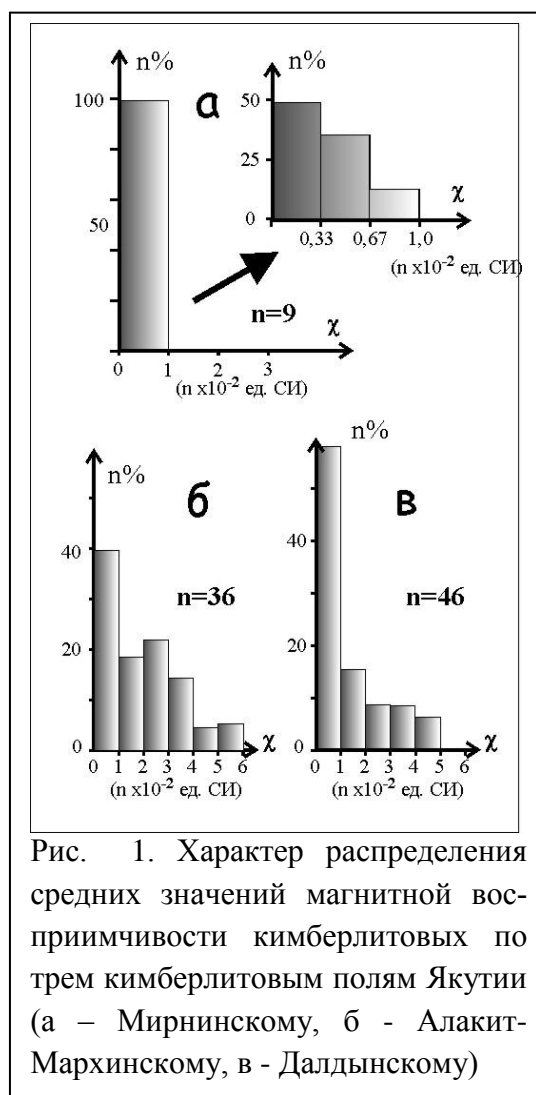 n%
100
50
а
0
1
2
3
χ
(n x10⁻² ед. СИ)
n=9
n%
50
25
0
0,33
0,67
1,0
χ
(n x10⁻² ед. СИ)
n%
б
n=36
40
20
0
0 1 2 3 4 5 6
χ
(n x10⁻² ед. СИ)
n%
в
n=46
40
20
0
0 1 2 3 4 5 6
χ
(n x10⁻² ед. СИ)
Рис. 1. Характер распределения
средних значений магнитной вос-
приимчивости кимберлитовых по
трем кимберлитовым полям Якутии
(а – Мирнинскому, б - Алакит-
Мархинскому, в - Далдынскому)